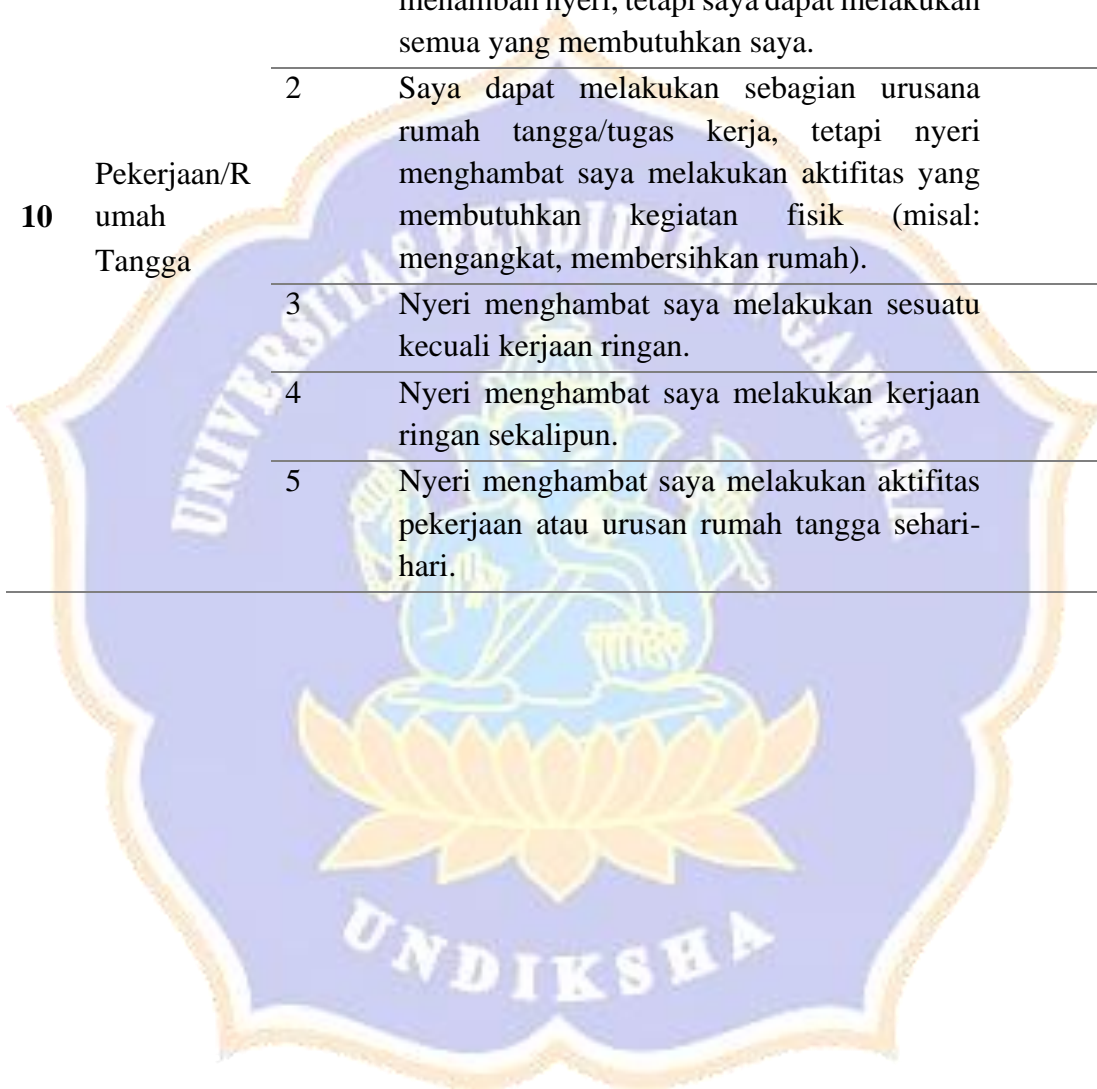 menambah nyeri, tetapi saya dapat melakukan
semua yang membutuhkan saya.
2 Saya dapat melakukan sebagian urusana
rumah tangga/tugas kerja, tetapi nyeri
menghambat saya melakukan aktifitas yang
membutuhkan kegiatan fisik (misal:
mengangkat, membersihkan rumah).
10 Pekerjaan/R
umah
Tangga
3 Nyeri menghambat saya melakukan sesuatu
kecuali kerjaan ringan.
4 Nyeri menghambat saya melakukan kerjaan
ringan sekalipun.
5 Nyeri menghambat saya melakukan aktifitas
pekerjaan atau urusan rumah tangga sehari-
hari.
UNIVERSITAS PENDIDIKAN GANESHA
UNDIKSHA